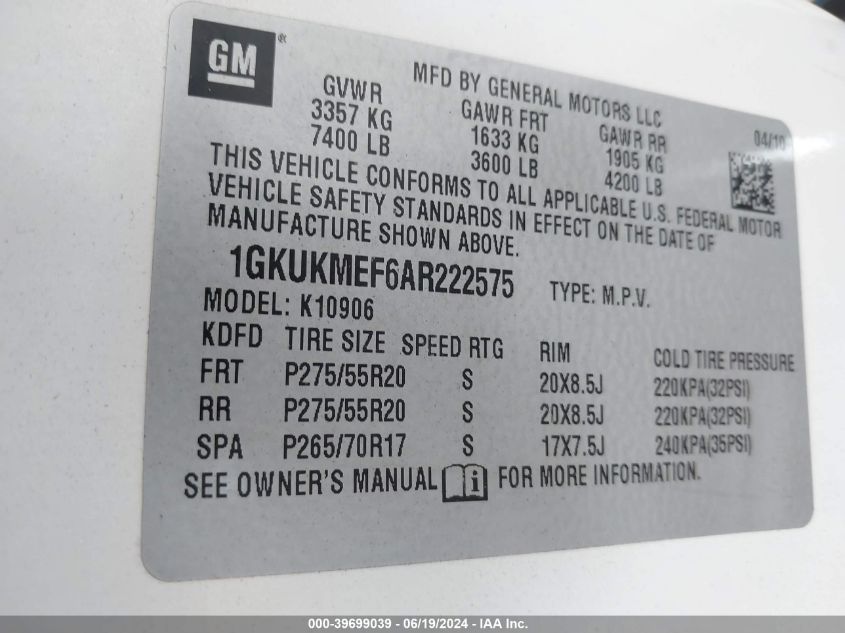 GM®
MFD BY GENERAL MOTORS LLC
GVWR GAWR FRT GAWR RR 04/10
3357 KG 1633 KG 1905 KG
7400 LB 3600 LB 4200 LB
THIS VEHICLE CONFORMS TO ALL APPLICABLE U.S. FEDERAL MOTOR
VEHICLE SAFETY STANDARDS IN EFFECT ON THE DATE OF
MANUFACTURE SHOWN ABOVE.
1GKUKMEF6AR222575 TYPE: M.P.V.
MODEL: K10906
KDFD TIRE SIZE SPEED RTG RIM COLD TIRE PRESSURE
FRT P275/55R20 S 20X8.5J 220KPA(32PSI)
RR P275/55R20 S 20X8.5J 220KPA(32PSI)
SPA P265/70R17 S 17X7.5J 240KPA(35PSI)
SEE OWNER'S MANUAL i FOR MORE INFORMATION.
000-39699039 - 06/19/2024 - IAA Inc.